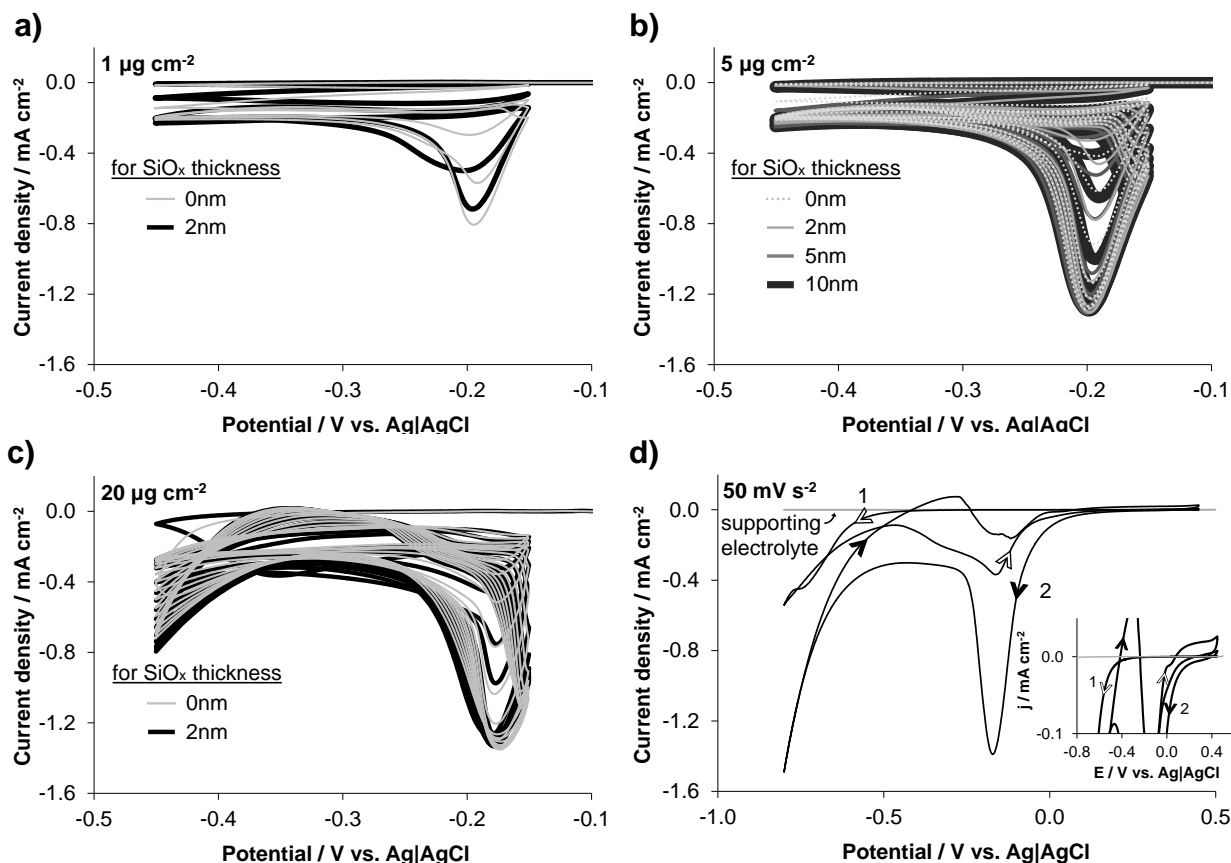 a)
1 µg cm⁻²
0.0
-0.4
-0.8
-1.2
-1.6
Current density / mA cm⁻²
for SiOₓ thickness
0nm
2nm
-0.5
-0.4
-0.3
-0.2
-0.1
Potential / V vs. Ag|AgCl
b)
5 µg cm⁻²
0.0
-0.4
-0.8
-1.2
-1.6
Current density / mA cm⁻²
for SiOₓ thickness
0nm
2nm
5nm
10nm
-0.5
-0.4
-0.3
-0.2
-0.1
Potential / V vs. Ag|AgCl
c)
20 µg cm⁻²
0.0
-0.4
-0.8
-1.2
-1.6
Current density / mA cm⁻²
for SiOₓ thickness
0nm
2nm
-0.5
-0.4
-0.3
-0.2
-0.1
Potential / V vs. Ag|AgCl
d)
50 mV s⁻²
1
supporting
electrolyte
2
0.0
-0.4
-0.8
-1.2
-1.6
Current density / mA cm⁻²
j / mA cm⁻²
0.0
-0.1
1
2
-0.8
-0.4
0.0
0.4
E / V vs. Ag|AgCl
-1.0
-0.5
0.0
0.5
Potential / V vs. Ag|AgCl